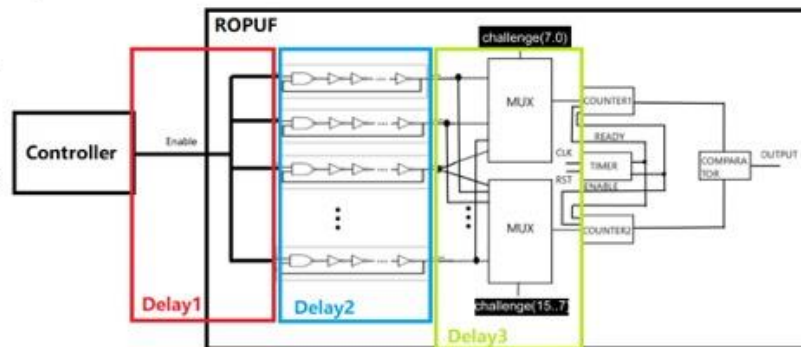 ROPUF
challenge(7.0)
MUX
COUNTER1
Controller
Enable
READY
CLK
TIMER
RST
ENABLE
COMPARA
TOR
OUTPUT
MUX
COUNTER2
Delay1
Delay2
challenge(15..7)
Delay3